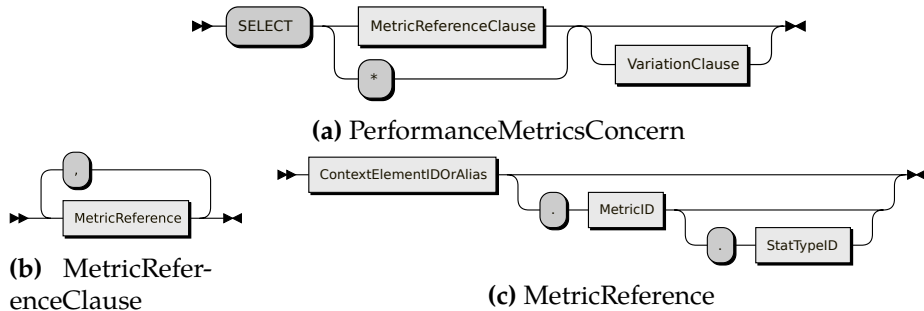 SELECT MetricReferenceClause
* VariationClause
(a) PerformanceMetricsConcern
,
MetricReference
(b) MetricRefer-
enceClause
ContextElementIDOrAlias
. MetricID
. StatTypeID
(c) MetricReference